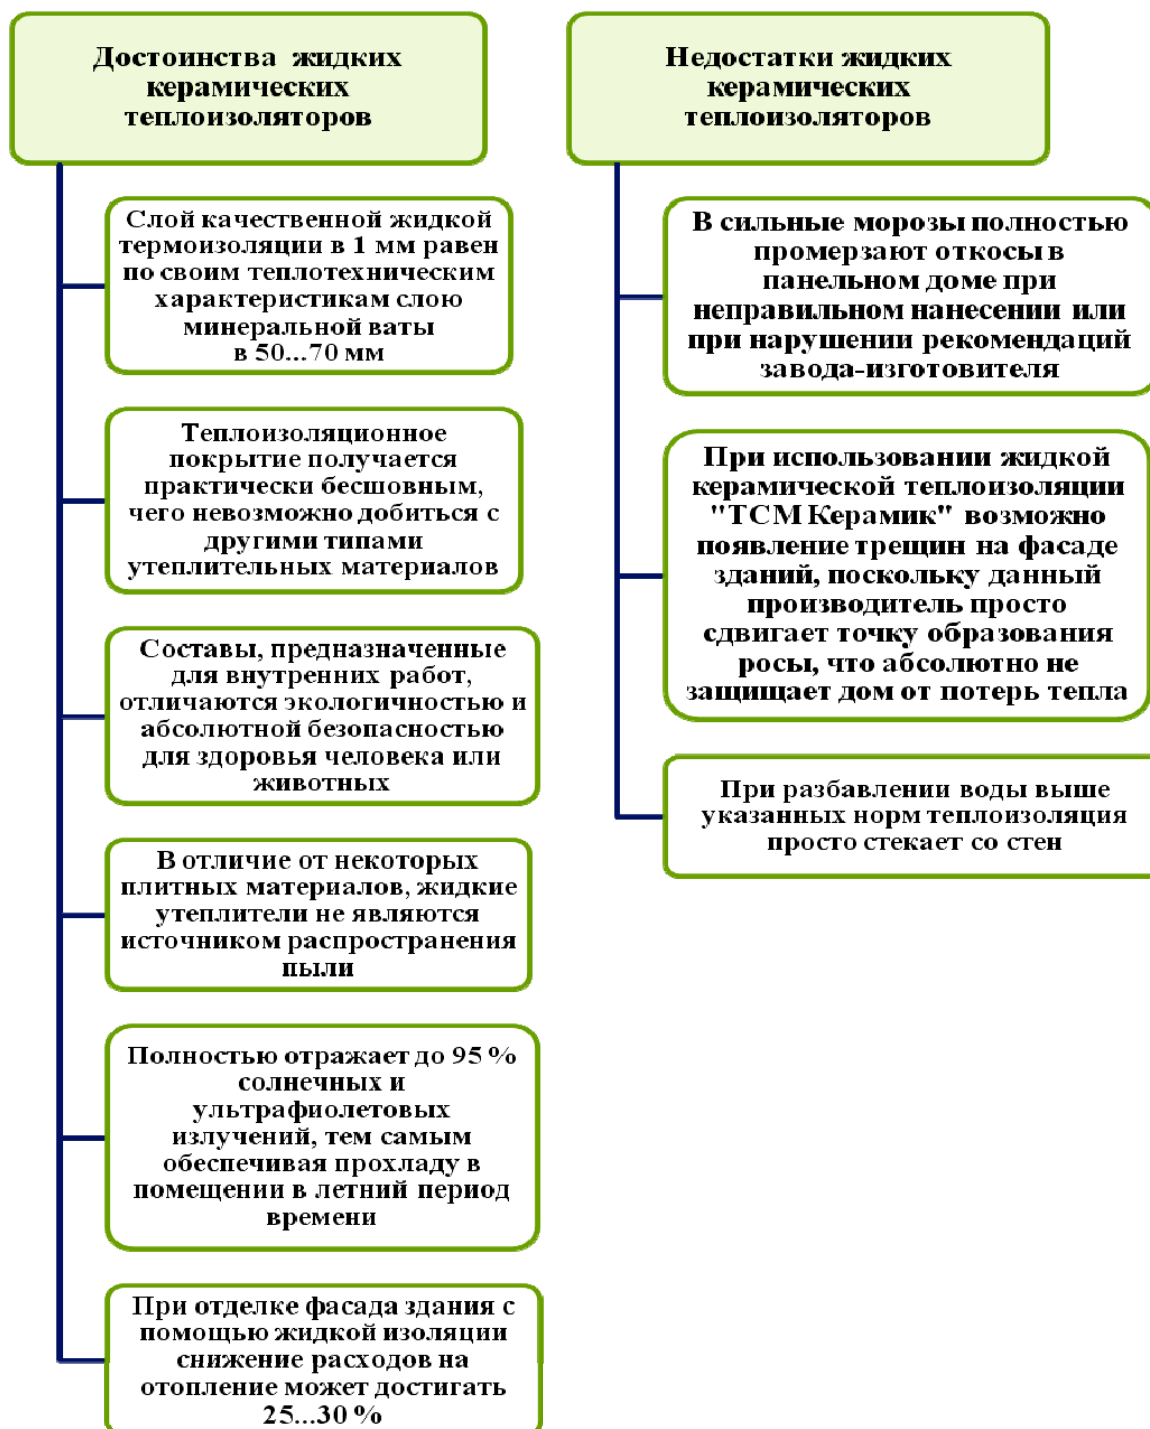 Достоинства жидких
керамических
теплоизоляторов
Слой качественной жидкой
термоизоляции в 1 мм равен
по своим теплотехническим
характеристикам слою
минеральной ваты
в 50...70 мм
Теплоизоляционное
покрытие получается
практически бесшовным,
чего невозможно добиться с
другими типами
утеплительных материалов
Составы, предназначенные
для внутренних работ,
отличаются экологичностью и
абсолютной безопасностью
для здоровья человека или
животных
В отличие от некоторых
плитных материалов, жидкие
утеплители не являются
источником распространения
пыли
Полностью отражает до 95 %
солнечных и
ультрафиолетовых
излучений, тем самым
обеспечивая прохладу в
помещении в летний период
времени
При отделке фасада здания с
помощью жидкой изоляции
снижение расходов на
отопление может достигать
25...30 %
Недостатки жидких
керамических
теплоизоляторов
В сильные морозы полностью
промерзают откосы в
панельном доме при
неправильном нанесении или
при нарушении рекомендаций
завода-изготовителя
При использовании жидкой
керамической теплоизоляции
"ТСМ Керамик" возможно
появление трещин на фасаде
зданий, поскольку данный
производитель просто
сдвигает точку образования
росы, что абсолютно не
защищает дом от потерь тепла
При разбавлении воды выше
указанных норм теплоизоляция
просто стекает со стен